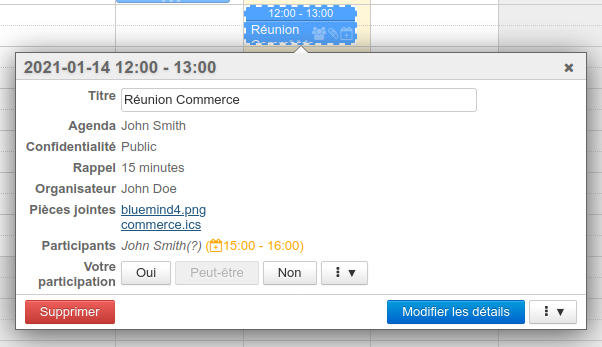 12:00 - 13:00
Réunion
2021-01-14 12:00 - 13:00
Titre Réunion Commerce
Agenda John Smith
Confidentialité Public
Rappel 15 minutes
Organisateur John Doe
Pièces jointes bluemind4.png
commerce.ics
Participants John Smith(?) (15:00 - 16:00)
Votre participation Oui Peut-être Non
Supprimer Modifier les détails